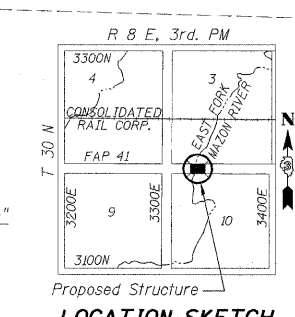 R 8 E, 3rd. PM
3300N
4
3
CONSOLIDATED
RAIL CORP.
EAST FORK
MAZON RIVER
N
T 30 N
FAP 41
3200E
3300E
3400E
9
10
3100N
Proposed Structure
LOCATION SKETCH